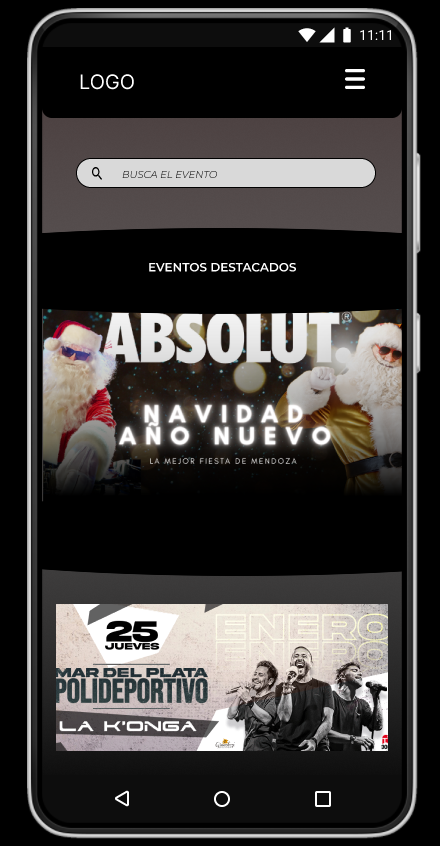 11:11
LOGO
BUSCA EL EVENTO
EVENTOS DESTACADOS
ABSOLUT.®
NAVIDAD
AÑO NUEVO
LA MEJOR FIESTA DE MENDOZA
25
JUEVES
MAR DEL PLATA
POLIDEPORTIVO
LA K'ONGA
ENERO
ENERO
30